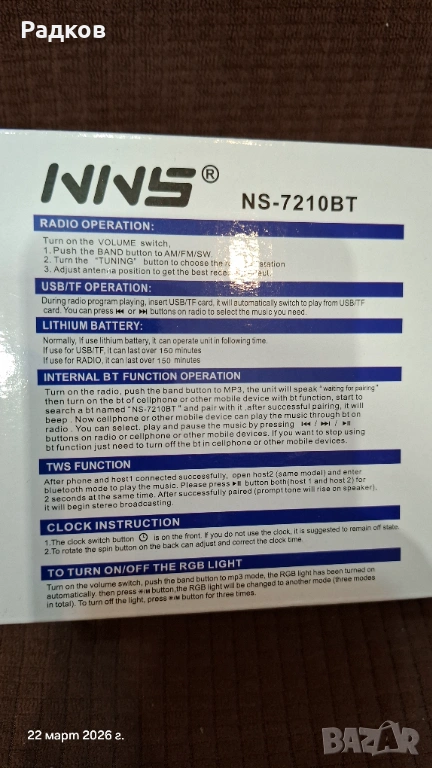 Радков
NNS®
NS-7210BT
RADIO OPERATION:
Turn on the VOLUME switch,
1. Push the BAND button to AM/FM/SW.
2. Turn the "TUNING" button to choose the station
3. Adjust antenna position to get the best
USB/TF OPERATION:
During radio program playing, insert USB/TF card, it will automatically switch to play from USB/TF
card. You can press ⏮ or ⏭ buttons on radio to select the music you need.
LITHIUM BATTERY:
Normally, If use lithium battery, it can operate unit in following time.
If use for USB/TF, it can last over 150 minutes
If use for RADIO, it can last over 150 minutes
INTERNAL BT FUNCTION OPERATION
Turn on the radio, push the band button to MP3, the unit will speak "waiting for pairing"
then turn on the bt of cellphone or other mobile device with bt function, start to
search a bt named "NS-7210BT" and pair with it ,after successful pairing, it will
beep . Now cellphone or other mobile device can play the music through bt on
radio . You can select, play and pause the music by pressing ⏮ / ⏭ / ⏯
buttons on radio or cellphone or other mobile devices. If you want to stop using
bt function just need to turn off the bt in cellphone or other mobile devices.
TWS FUNCTION
After phone and host1 connected successfully, open host2 (same model) and enter
bluetooth mode to play the music. Please press ⏯ button both(host 1 and host 2) for
2 seconds at the same time. After successfully paired (prompt tone will rise on speaker),
it will begin stereo broadcasting.
CLOCK INSTRUCTION
1.The clock switch button is on the front. If you do not use the clock, it is suggested to remain off state.
2.To rotate the spin button on the back can adjust and correct the clock time.
TO TURN ON/OFF THE RGB LIGHT
Turn on the volume switch, push the band button to mp3 mode, the RGB light has been turned on
automatically, then press ☀/M button,the RGB light will be changed to another mode (three modes
in total). To turn off the light, press ☀/M button for three times.
22 март 2026 г.
BAZAR